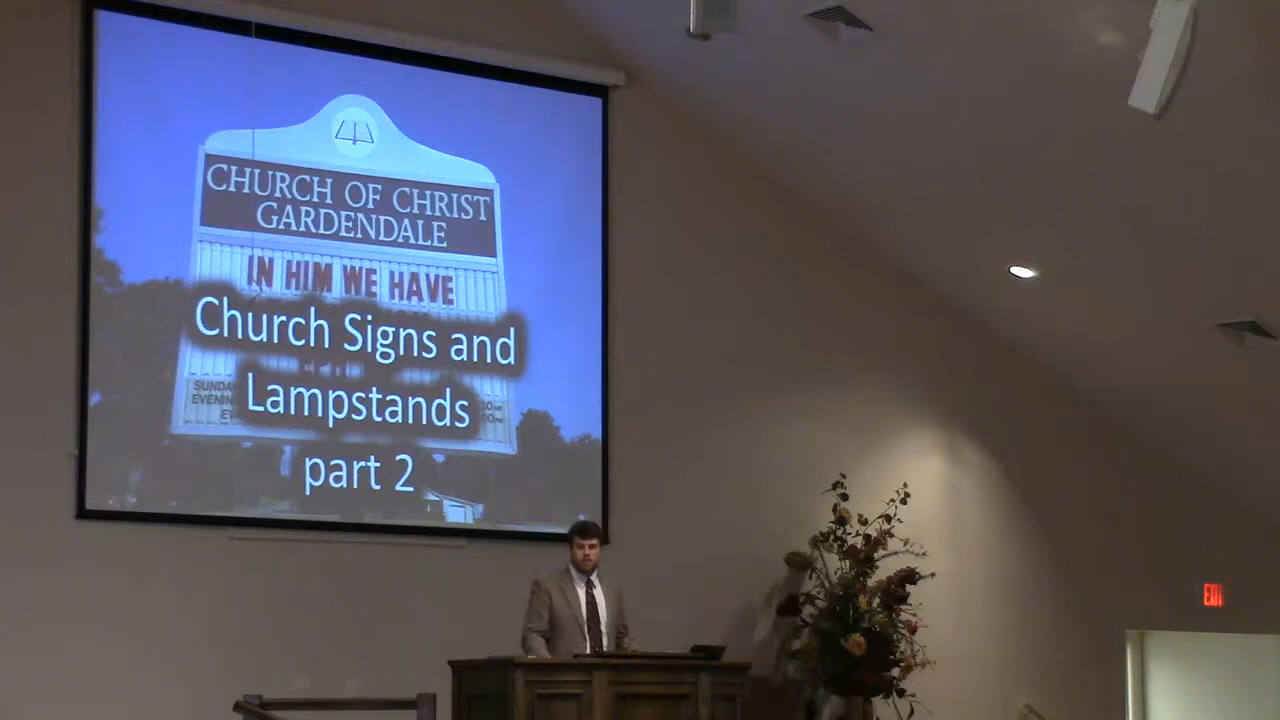 CHURCH OF CHRIST
GARDENDALE
IN HIM WE HAVE
Church Signs and
Lampstands
part 2
EXIT